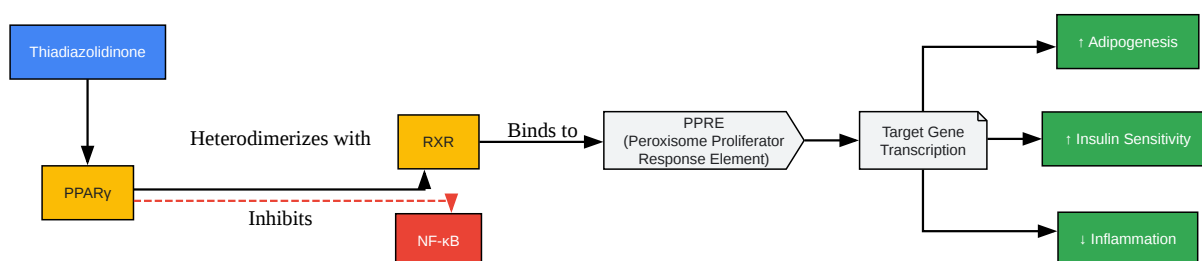 Thiadiazolidinone
PPARγ
Heterodimerizes with
Inhibits
RXR
NF-κB
Binds to
PPRE
(Peroxisome Proliferator
Response Element)
Target Gene
Transcription
↑ Adipogenesis
↑ Insulin Sensitivity
↓ Inflammation